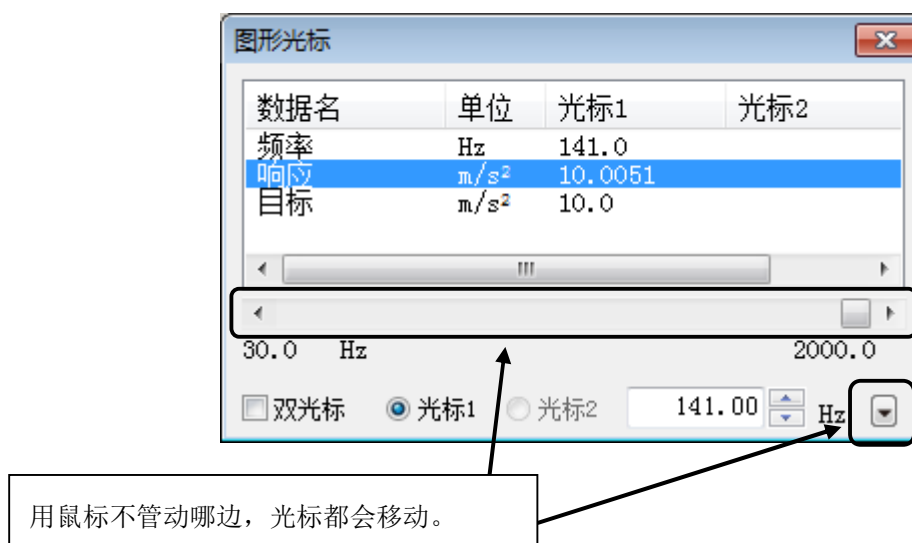 图形光标
数据名 单位 光标1 光标2
频率 Hz 141.0
响应 m/s² 10.0051
目标 m/s² 10.0
30.0 Hz 2000.0
双光标 光标1 光标2 141.00 Hz
用鼠标不管动哪边，光标都会移动。